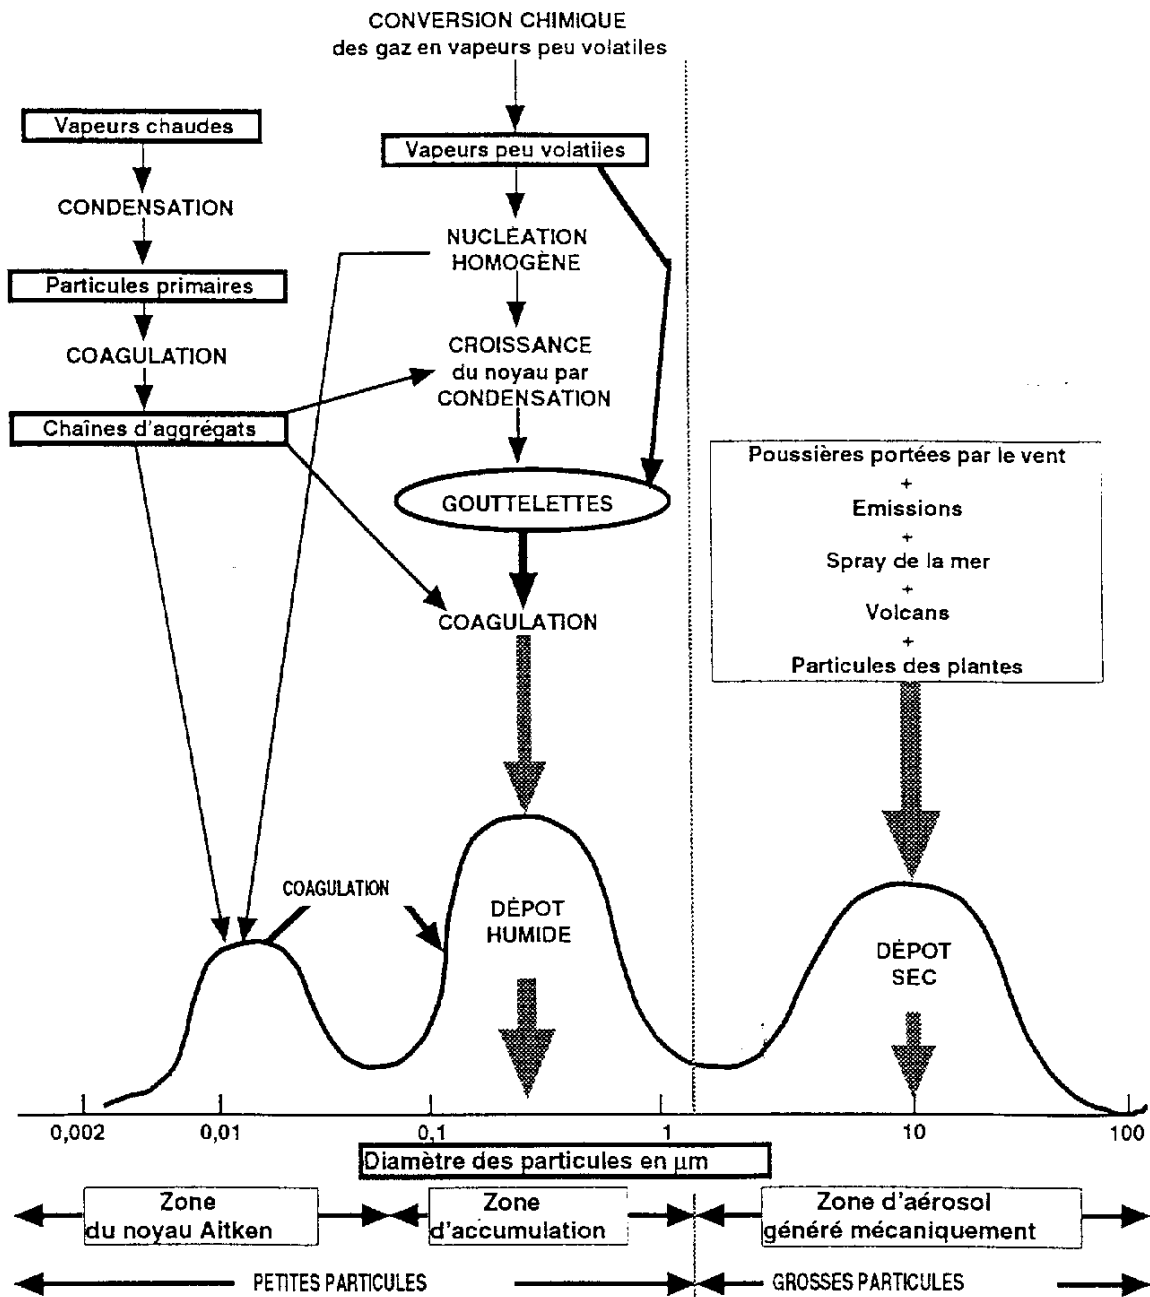 CONVERSION CHIMIQUE
des gaz en vapeurs peu volatiles
Vapeurs chaudes
Vapeurs peu volatiles
CONDENSATION
NUCLÉATION
HOMOGÈNE
Particules primaires
COAGULATION
CROISSANCE
du noyau par
CONDENSATION
Chaînes d'aggrégats
GOUTTELETTES
COAGULATION
Poussières portées par le vent
+
Emissions
+
Spray de la mer
+
Volcans
+
Particules des plantes
COAGULATION
DÉPOT
HUMIDE
DÉPOT
SEC
0,002 0,01 0,1 1 10 100
Diamètre des particules en µm
Zone
du noyau Aitken
Zone
d'accumulation
Zone d'aérosol
généré mécaniquement
PETITES PARTICULES
GROSSES PARTICULES